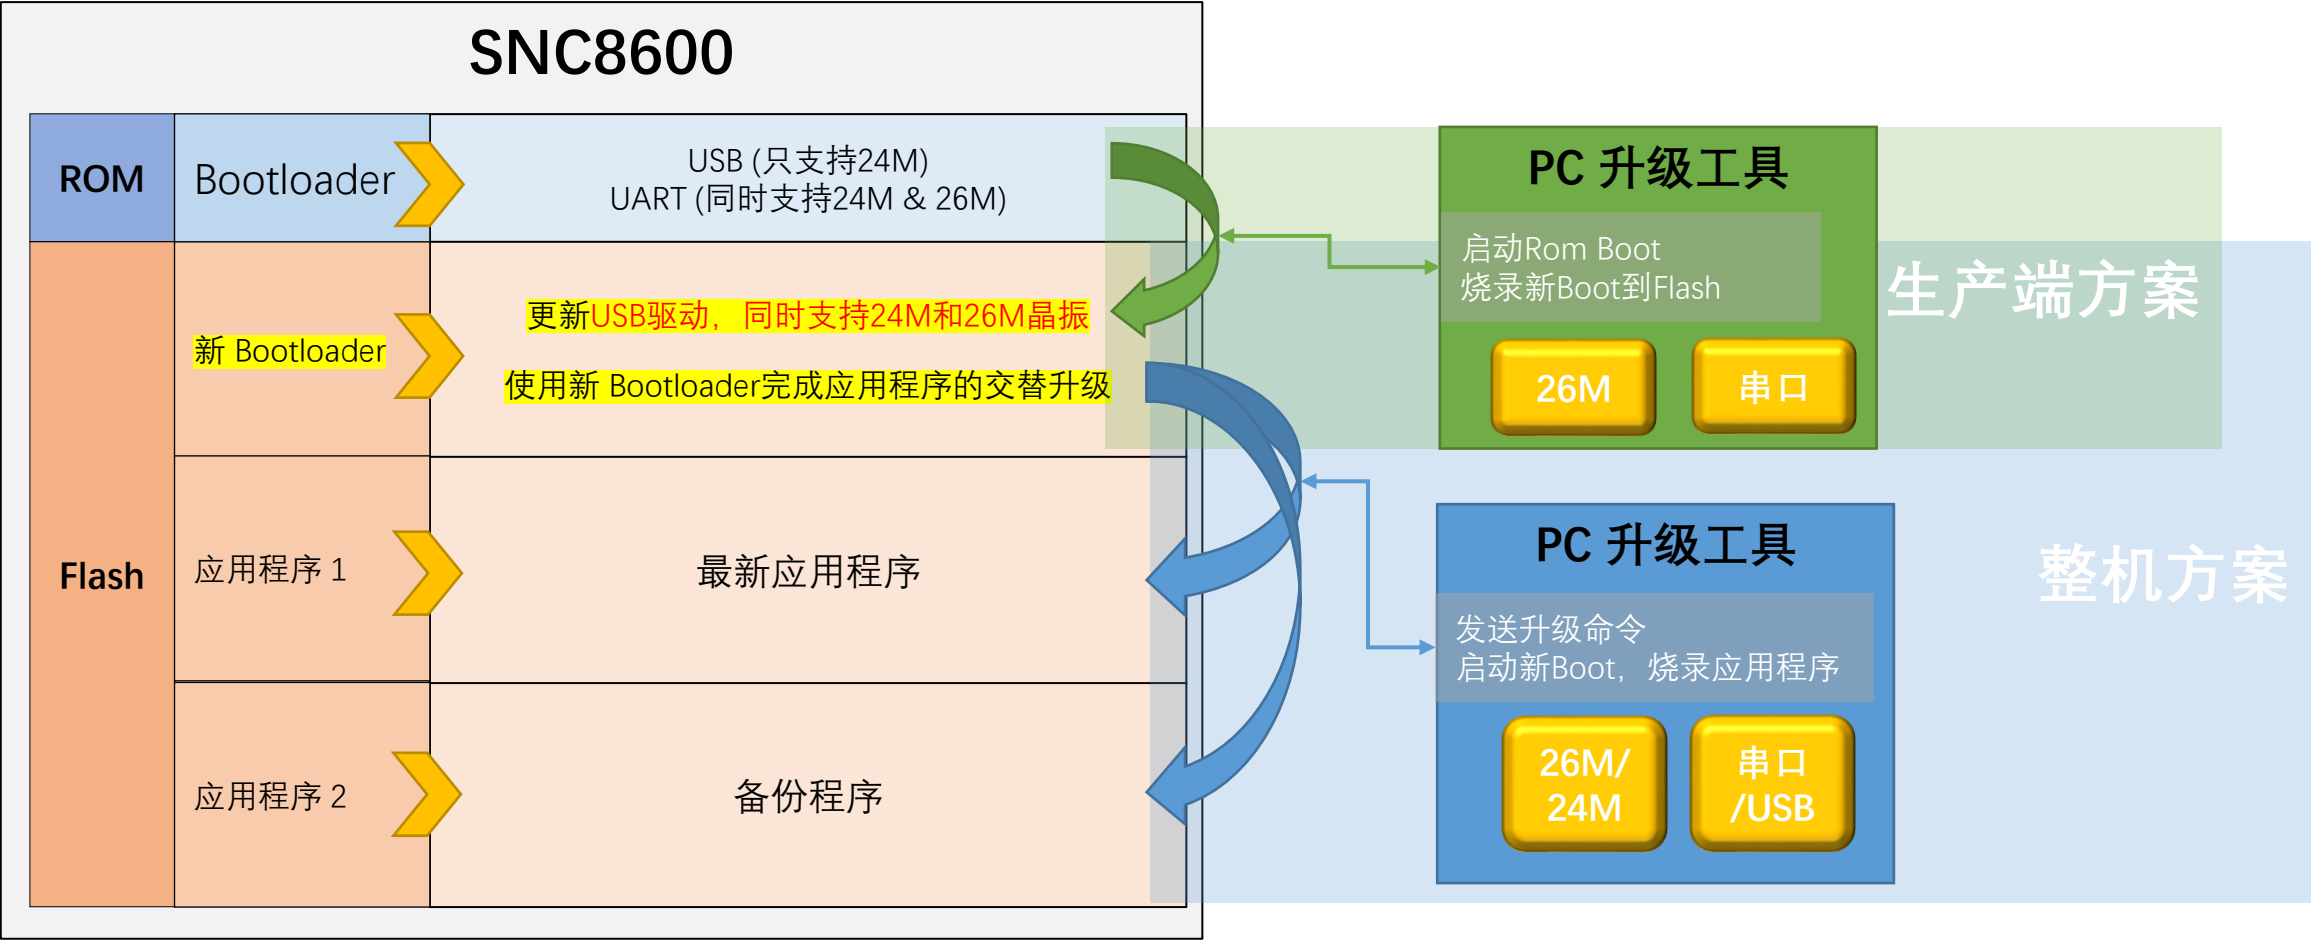 SNC8600
ROM
Bootloader
USB (只支持24M)
UART (同时支持24M & 26M)
Flash
新 Bootloader
更新USB驱动，同时支持24M和26M晶振
使用新 Bootloader完成应用程序的交替升级
应用程序 1
最新应用程序
应用程序 2
备份程序
PC 升级工具
启动Rom Boot
烧录新Boot到Flash
26M
串口
生产端方案
PC 升级工具
发送升级命令
启动新Boot，烧录应用程序
26M/
24M
串口
/USB
整机方案